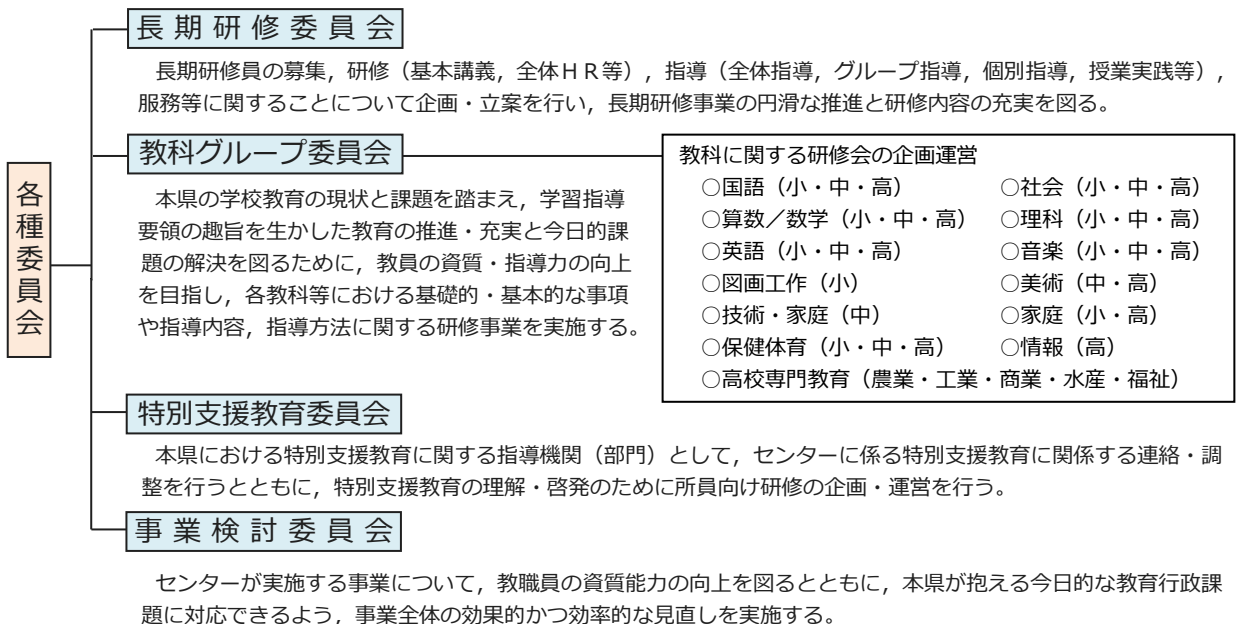 各種委員会
長期研修委員会
長期研修員の募集，研修（基本講義，全体ＨＲ等），指導（全体指導，グループ指導，個別指導，授業実践等），
服務等に関することについて企画・立案を行い，長期研修事業の円滑な推進と研修内容の充実を図る。
教科グループ委員会
本県の学校教育の現状と課題を踏まえ，学習指導
要領の趣旨を生かした教育の推進・充実と今日的課
題の解決を図るために，教員の資質・指導力の向上
を目指し，各教科等における基礎的・基本的な事項
や指導内容，指導方法に関する研修事業を実施する。
教科に関する研修会の企画運営
○国語（小・中・高） ○社会（小・中・高）
○算数／数学（小・中・高） ○理科（小・中・高）
○英語（小・中・高） ○音楽（小・中・高）
○図画工作（小） ○美術（中・高）
○技術・家庭（中） ○家庭（小・高）
○保健体育（小・中・高） ○情報（高）
○高校専門教育（農業・工業・商業・水産・福祉）
特別支援教育委員会
本県における特別支援教育に関する指導機関（部門）として，センターに係る特別支援教育に関係する連絡・調
整を行うとともに，特別支援教育の理解・啓発のために所員向け研修の企画・運営を行う。
事業検討委員会
センターが実施する事業について，教職員の資質能力の向上を図るとともに，本県が抱える今日的な教育行政課
題に対応できるよう，事業全体の効果的かつ効率的な見直しを実施する。